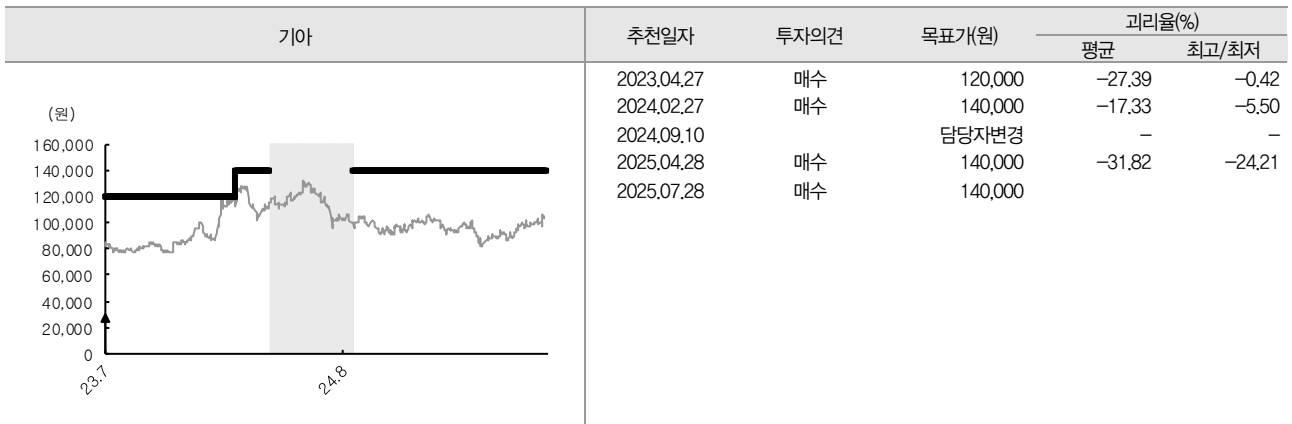 기아
추천일자 투자의견 목표가(원) 괴리율(%)
평균 최고/최저
2023.04.27 매수 120,000 −27.39 −0.42
2024.02.27 매수 140,000 −17.33 −5.50
2024.09.10 담당자변경 − −
2025.04.28 매수 140,000 −31.82 −24.21
2025.07.28 매수 140,000
(원)
160,000
140,000
120,000
100,000
80,000
60,000
40,000
20,000
0
23.7 24.8